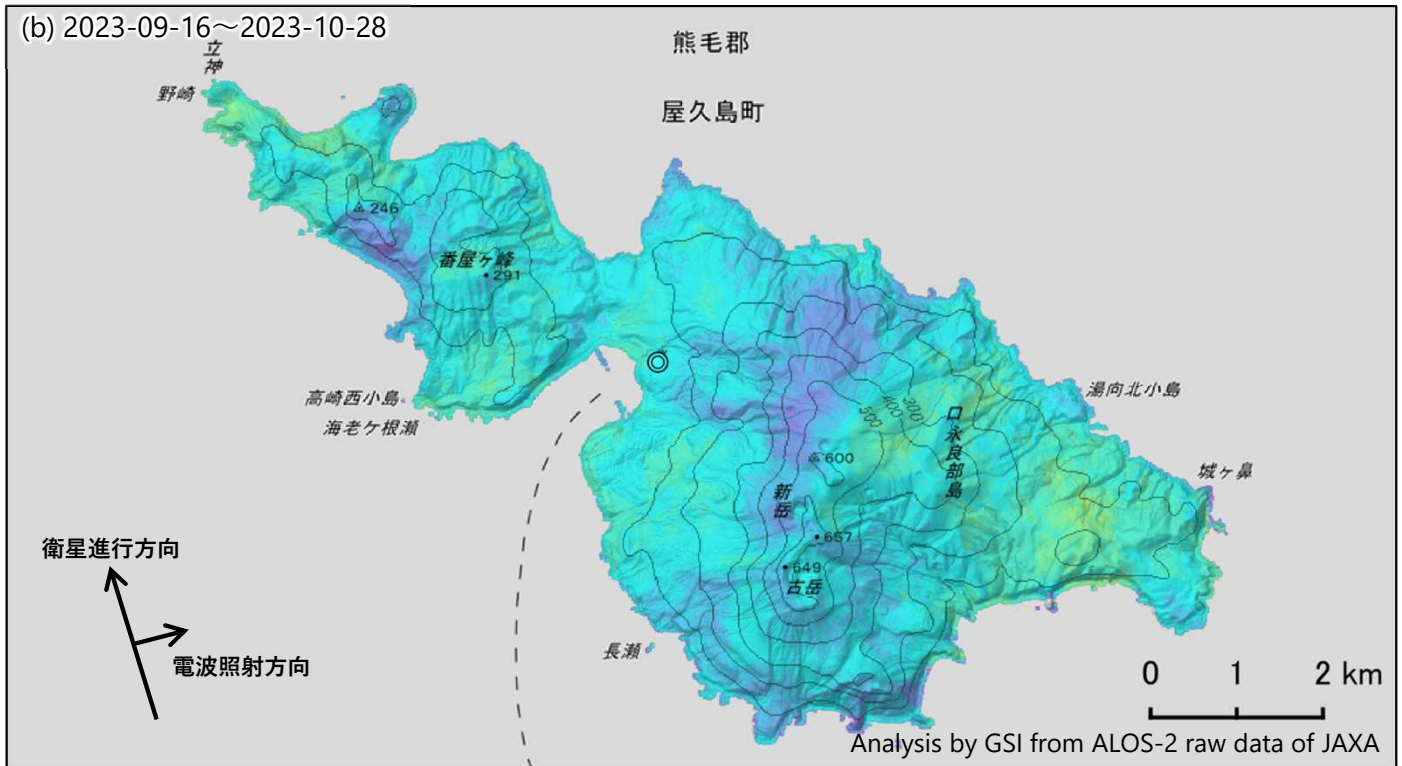 (b) 2023-09-16～2023-10-28
熊毛郡
立神
野崎
屋久島町
246
番屋ケ峰
291
高崎西小島
海老ケ根瀬
湯向北小島
300
400
500
口永良部島
600
城ケ鼻
新岳
657
649
古岳
衛星進行方向
電波照射方向
長瀬
0 1 2 km
Analysis by GSI from ALOS-2 raw data of JAXA